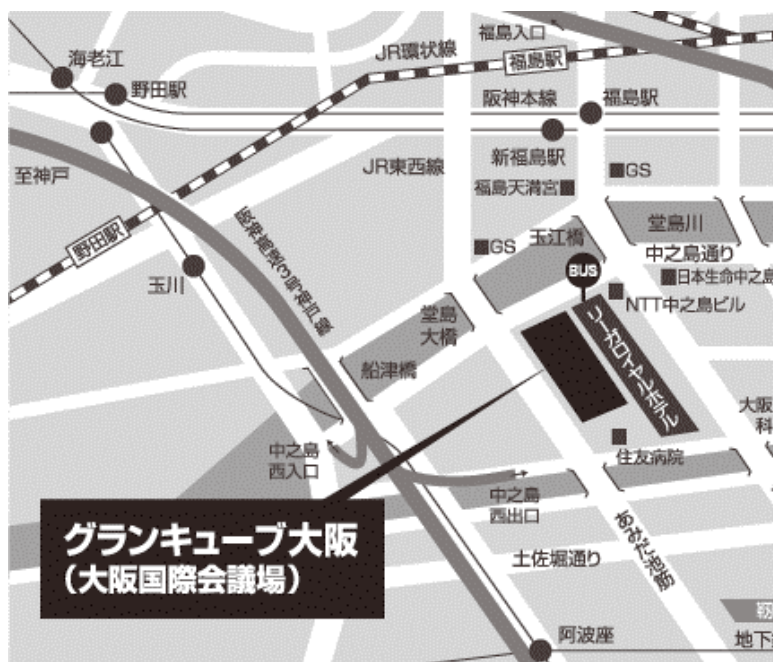 福島入口
海老江
JR環状線
福島駅
野田駅
阪神本線
福島駅
新福島駅
至神戸
JR東西線
GS
福島天満宮
野田駅
阪神高速3号神戸線
堂島川
玉江橋
GS
中之島通り
BUS
玉川
日本生命中之島
NTT中之島ビル
堂島
大橋
リーガロイヤルホテル
船津橋
大阪
科
中之島
西入口
住友病院
中之島
西出口
グランキューブ大阪
（大阪国際会議場）
あみだ池筋
土佐堀通り
阿波座
地下